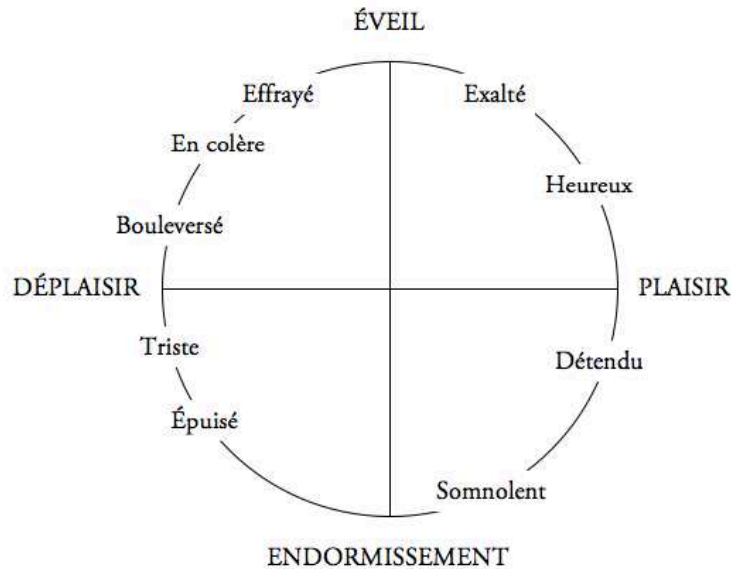 ÉVEIL
Effrayé
Exalté
En colère
Heureux
Bouleversé
DÉPLAISIR
PLAISIR
Triste
Détendu
Épuisé
Somnolent
ENDORMISSEMENT